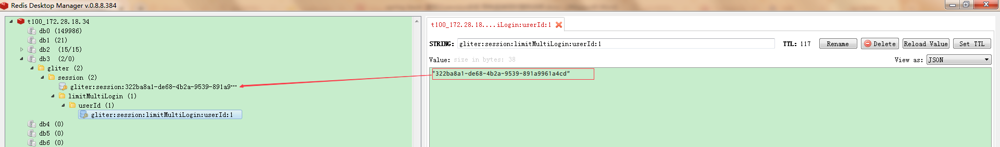 Redis Desktop Manager v.0.8.8.384
t100_172.28.18.34
db0 (149986)
db1 (21)
db2 (15/15)
db3 (2/0)
gliter (2)
session (2)
gliter:session:322ba8a1-de68-4b2a-9539-891a9…
limitMultiLogin (1)
userId (1)
gliter:session:limitMultiLogin:userId:1
db4 (0)
db5 (0)
db6 (0)
t100_172.28.18....iLogin:userId:1
STRING: gliter:session:limitMultiLogin:userId:1 TTL: 117 Rename Delete Reload Value Set TTL
Value: size in bytes: 38 View as: JSON
"322ba8a1-de68-4b2a-9539-891a9961a4cd"